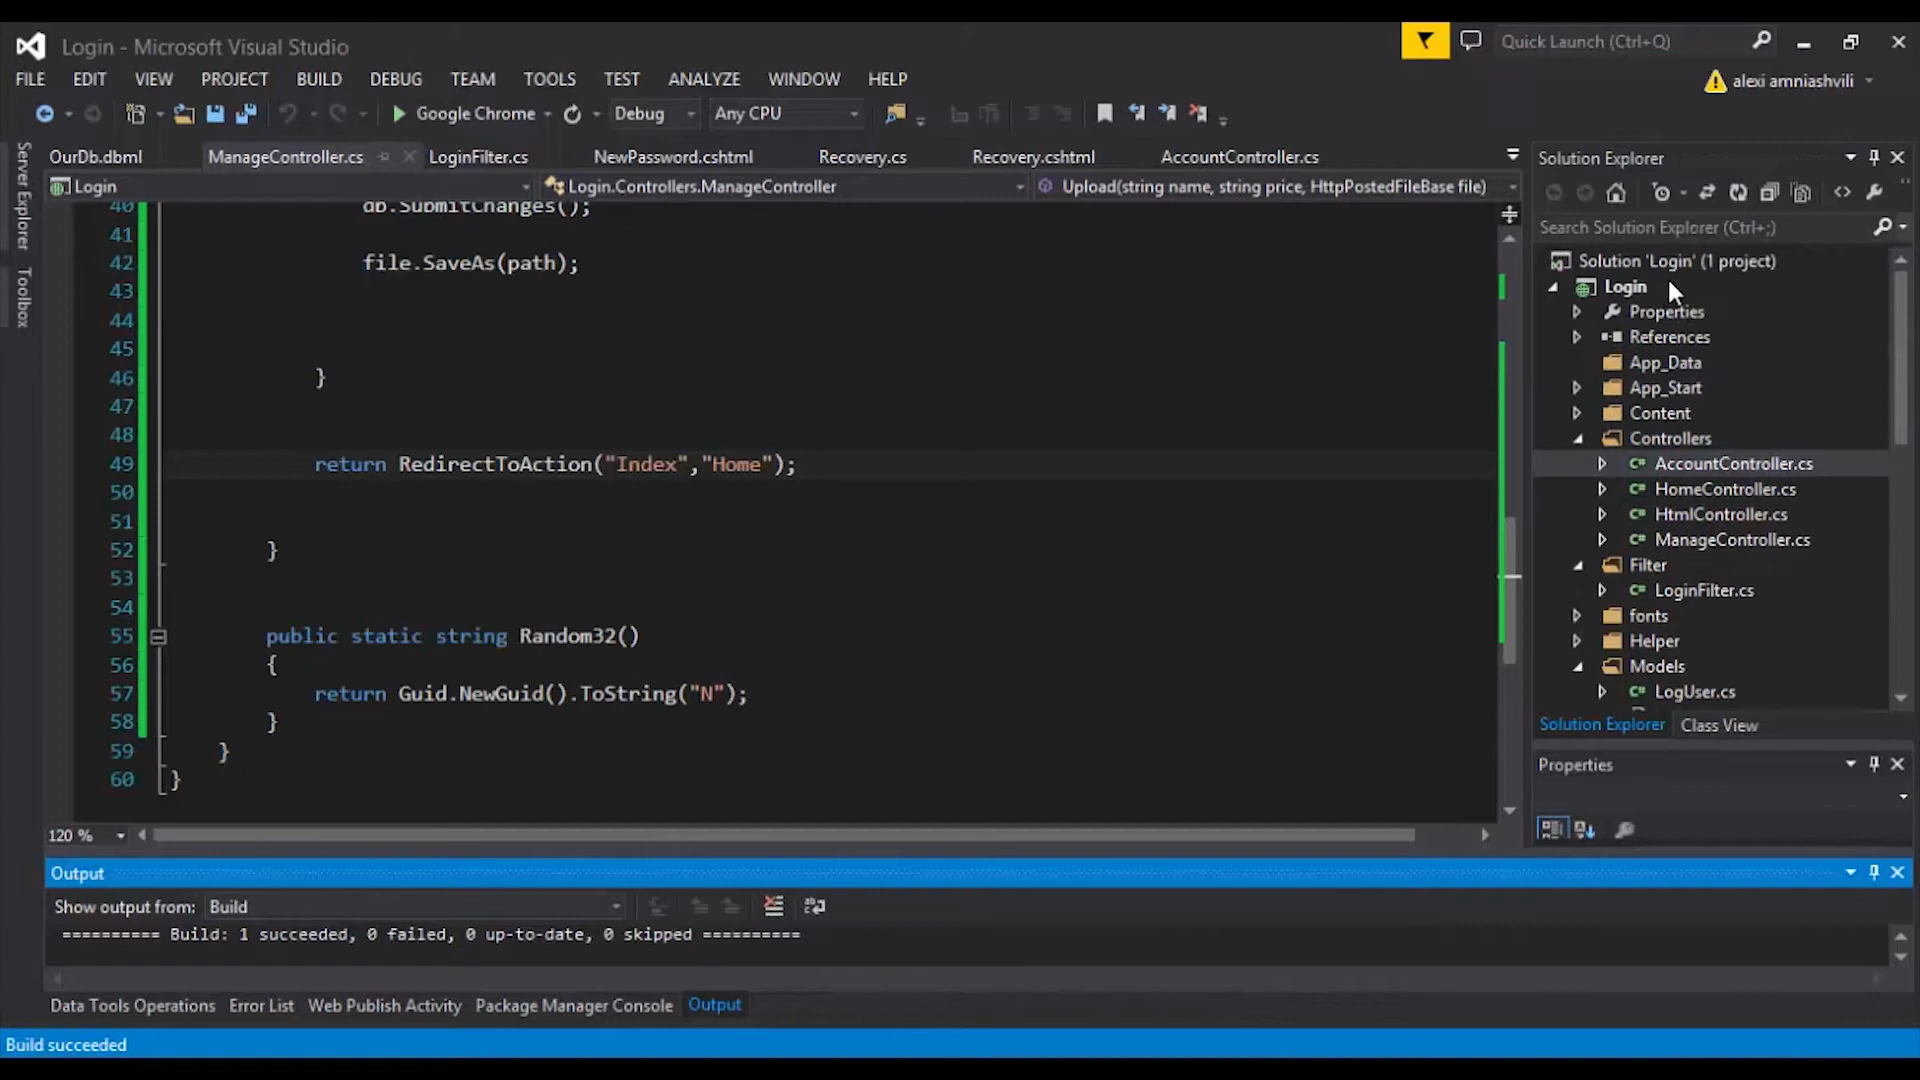 Login - Microsoft Visual Studio
Quick Launch (Ctrl+Q)
FILE EDIT VIEW PROJECT BUILD DEBUG TEAM TOOLS TEST ANALYZE WINDOW HELP
alexi amniashvili
Google Chrome Debug Any CPU
OurDb.dbml ManageController.cs LoginFilter.cs NewPassword.cshtml Recovery.cs Recovery.cshtml AccountController.cs
Login Login.Controllers.ManageController Upload(string name, string price, HttpPostedFileBase file)
Server Explorer
Toolbox
40 db.SubmitChanges();
41
42 file.SaveAs(path);
43
44
45
46 }
47
48
49 return RedirectToAction("Index","Home");
50
51
52 }
53
54
55 public static string Random32()
56 {
57 return Guid.NewGuid().ToString("N");
58 }
59 }
60 }
120 %
Solution Explorer
Search Solution Explorer (Ctrl+;)
Solution 'Login' (1 project)
Login
Properties
References
App_Data
App_Start
Content
Controllers
C# AccountController.cs
C# HomeController.cs
C# HtmlController.cs
C# ManageController.cs
Filter
C# LoginFilter.cs
fonts
Helper
Models
C# LogUser.cs
Solution Explorer Class View
Properties
Output
Show output from: Build
========== Build: 1 succeeded, 0 failed, 0 up-to-date, 0 skipped ==========
Data Tools Operations Error List Web Publish Activity Package Manager Console Output
Build succeeded